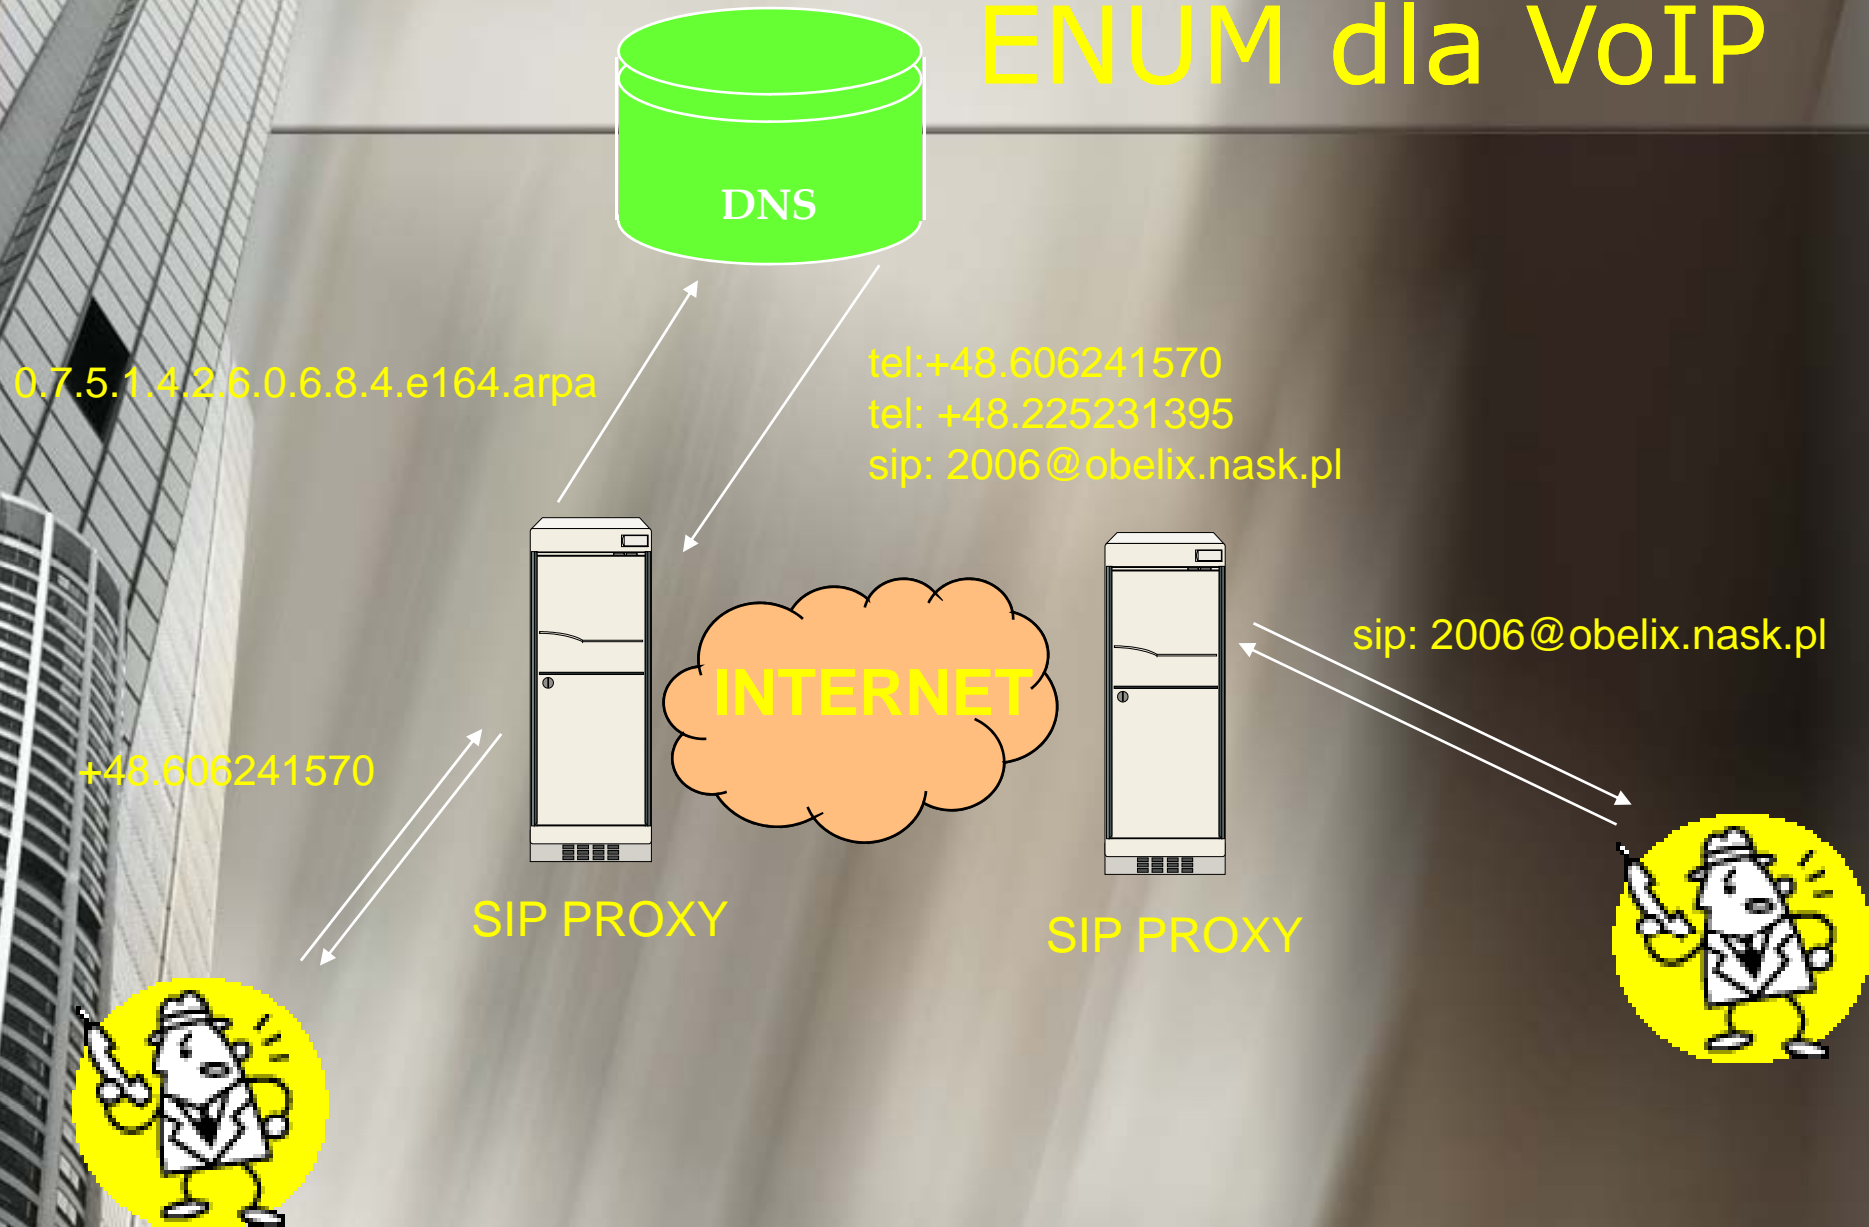 ENUM dla VoIP
DNS
0.7.5.1.4.2.6.0.6.8.4.e164.arpa
tel:+48.606241570
tel: +48.225231395
sip: 2006@obelix.nask.pl
INTERNET
sip: 2006@obelix.nask.pl
+48.606241570
SIP PROXY
SIP PROXY